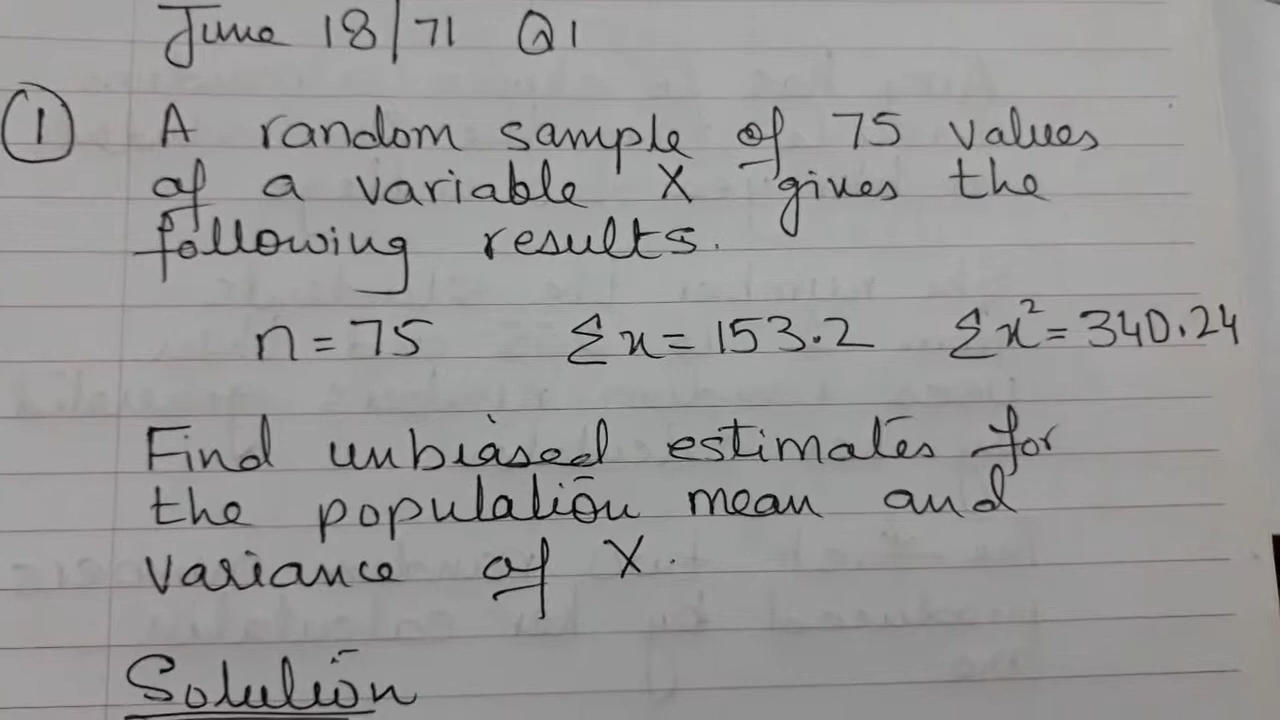 June 18/71 Q1
① A random sample of 75 values
of a variable X gives the
following results.
n = 75 Σx = 153.2 Σx² = 340.24
Find unbiased estimates for
the population mean and
variance of X.
Solution